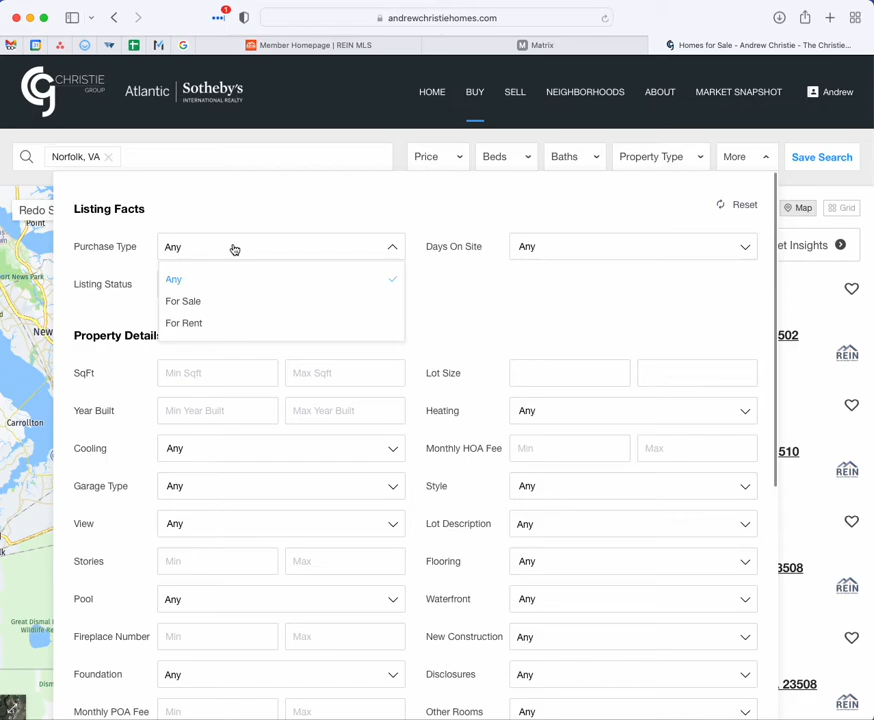 1
andrewchristiehomes.com
Member Homepage | REIN MLS
Matrix
Homes for Sale - Andrew Christie - The Christie...
CHRISTIE
GROUP
Atlantic | Sotheby's
INTERNATIONAL REALTY
HOME
BUY
SELL
NEIGHBORHOODS
ABOUT
MARKET SNAPSHOT
Andrew
Norfolk, VA
Price
Beds
Baths
Property Type
More
Save Search
Redo S
Listing Facts
Reset
Map
Grid
Purchase Type
Any
Days On Site
Any
et Insights
Any
Listing Status
For Sale
For Rent
Property Details
502
REIN
SqFt
Min Sqft
Max Sqft
Lot Size
Year Built
Min Year Built
Max Year Built
Heating
Any
Cooling
Any
Monthly HOA Fee
Min
Max
510
REIN
Garage Type
Any
Style
Any
View
Any
Lot Description
Any
Stories
Min
Max
Flooring
Any
3508
REIN
Pool
Any
Waterfront
Any
Fireplace Number
Min
Max
New Construction
Any
Foundation
Any
Disclosures
Any
23508
REIN
Monthly POA Fee
Min
Max
Other Rooms
Any
Point
New
Carrollton
Great Dismal
Wildlife Re
Dism